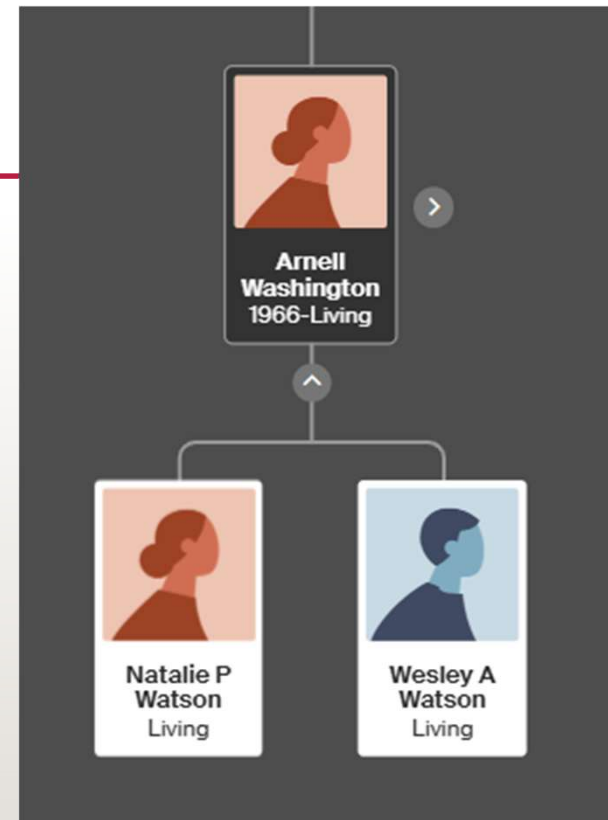 Arnell
Washington
1966-Living
Natalie P
Watson
Living
Wesley A
Watson
Living